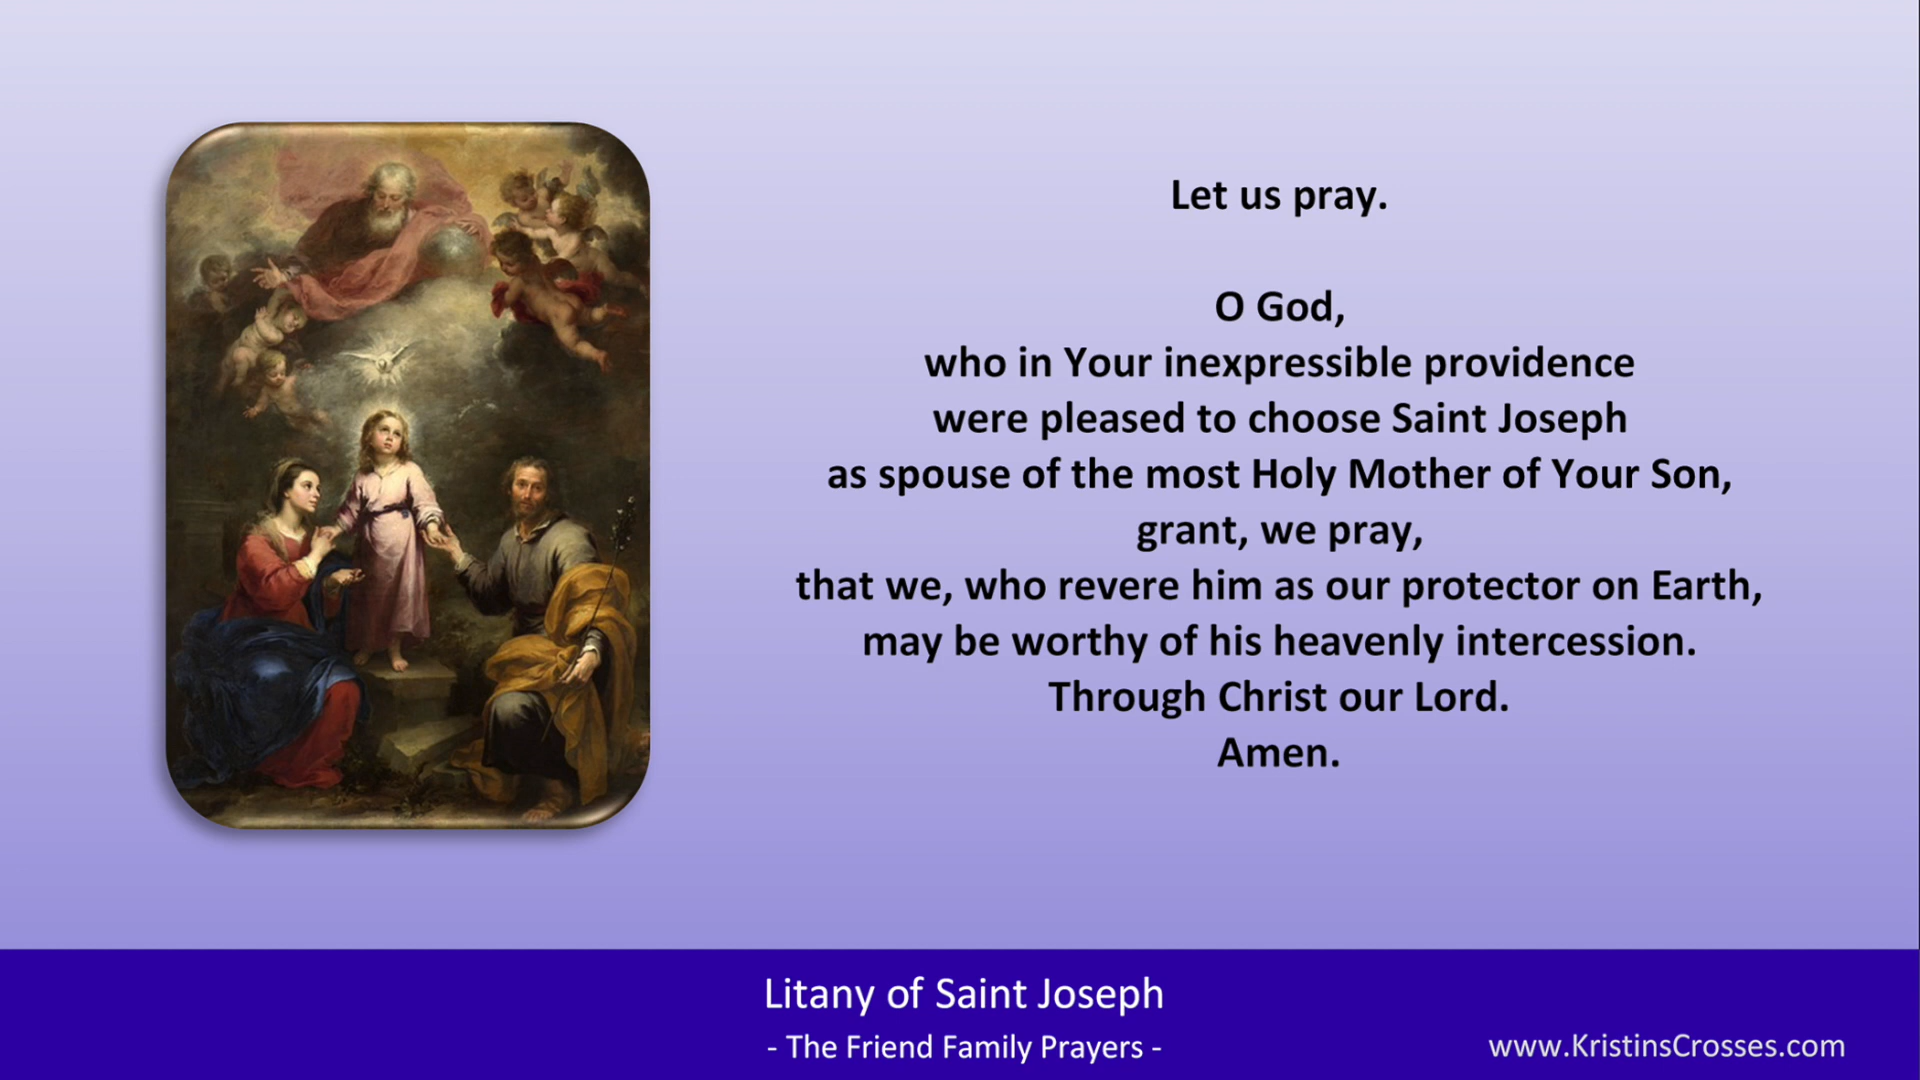 Let us pray.
O God,
who in Your inexpressible providence
were pleased to choose Saint Joseph
as spouse of the most Holy Mother of Your Son,
grant, we pray,
that we, who revere him as our protector on Earth,
may be worthy of his heavenly intercession.
Through Christ our Lord.
Amen.
Litany of Saint Joseph
- The Friend Family Prayers -
www.KristinsCrosses.com